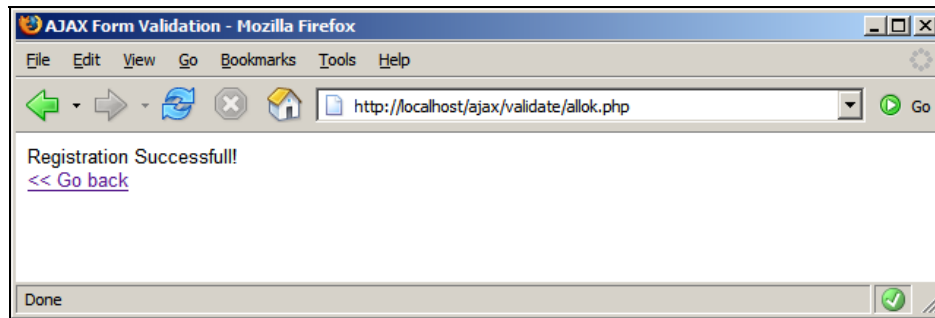 AJAX Form Validation - Mozilla Firefox
File Edit View Go Bookmarks Tools Help
http://localhost/ajax/validate/allok.php Go
Registration Successfull!
<< Go back
Done